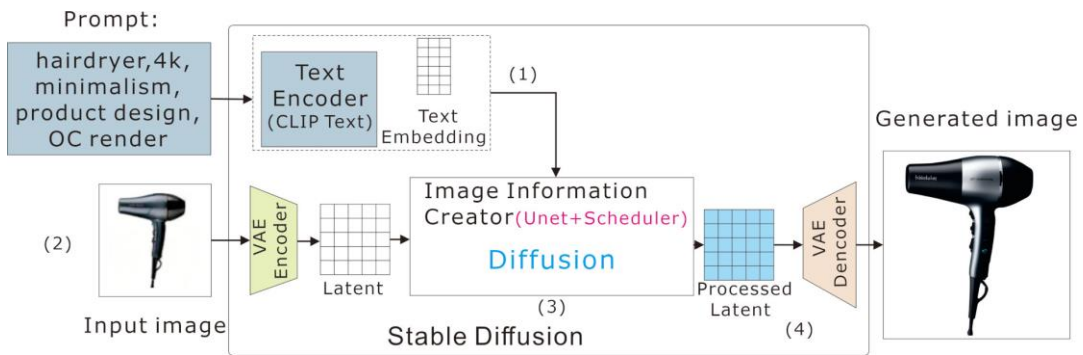 Prompt:
hairdryer,4k,
minimalism,
product design,
OC render
Text
Encoder
(CLIP Text)
Text
Embedding
(1)
Generated image
(2)
VAE
Encoder
Latent
Image Information
Creator(Unet+Scheduler)
Diffusion
(3)
Processed
Latent
(4)
VAE
Dencoder
Input image
Stable Diffusion